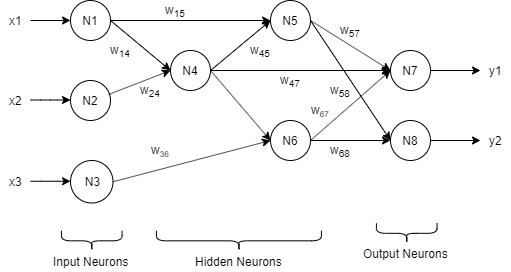 x1
N1
w15
N5
w57
w14
w45
N4
N7
y1
x2
N2
w24
w47
w58
w67
N6
N8
y2
w36
w68
x3
N3
Input Neurons
Hidden Neurons
Output Neurons